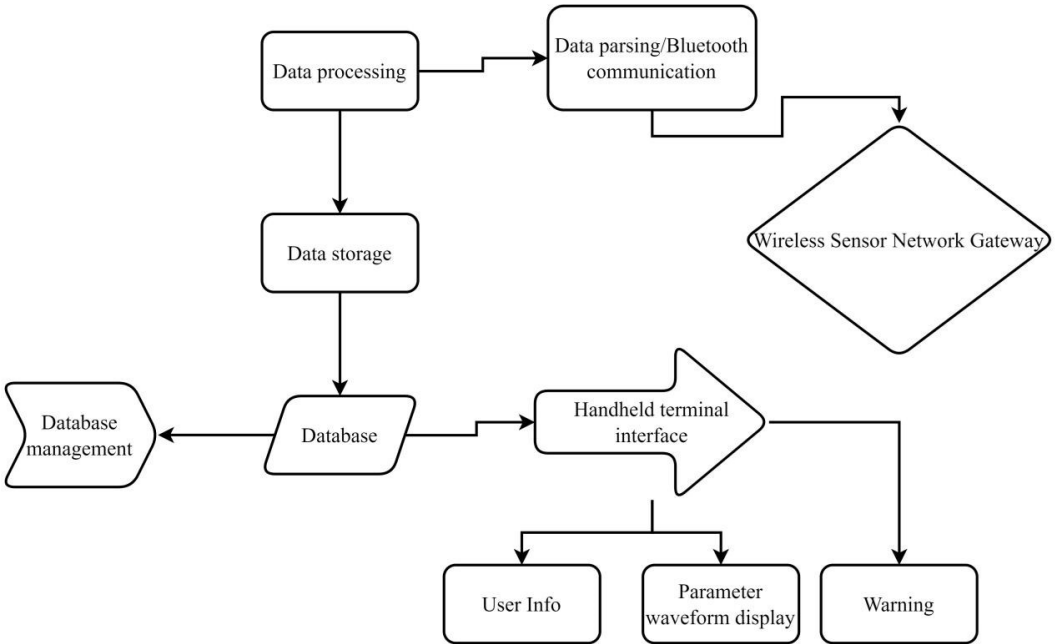 Data processing
Data parsing/Bluetooth
communication
Wireless Sensor Network Gateway
Data storage
Database
management
Database
Handheld terminal
interface
User Info
Parameter
waveform display
Warning